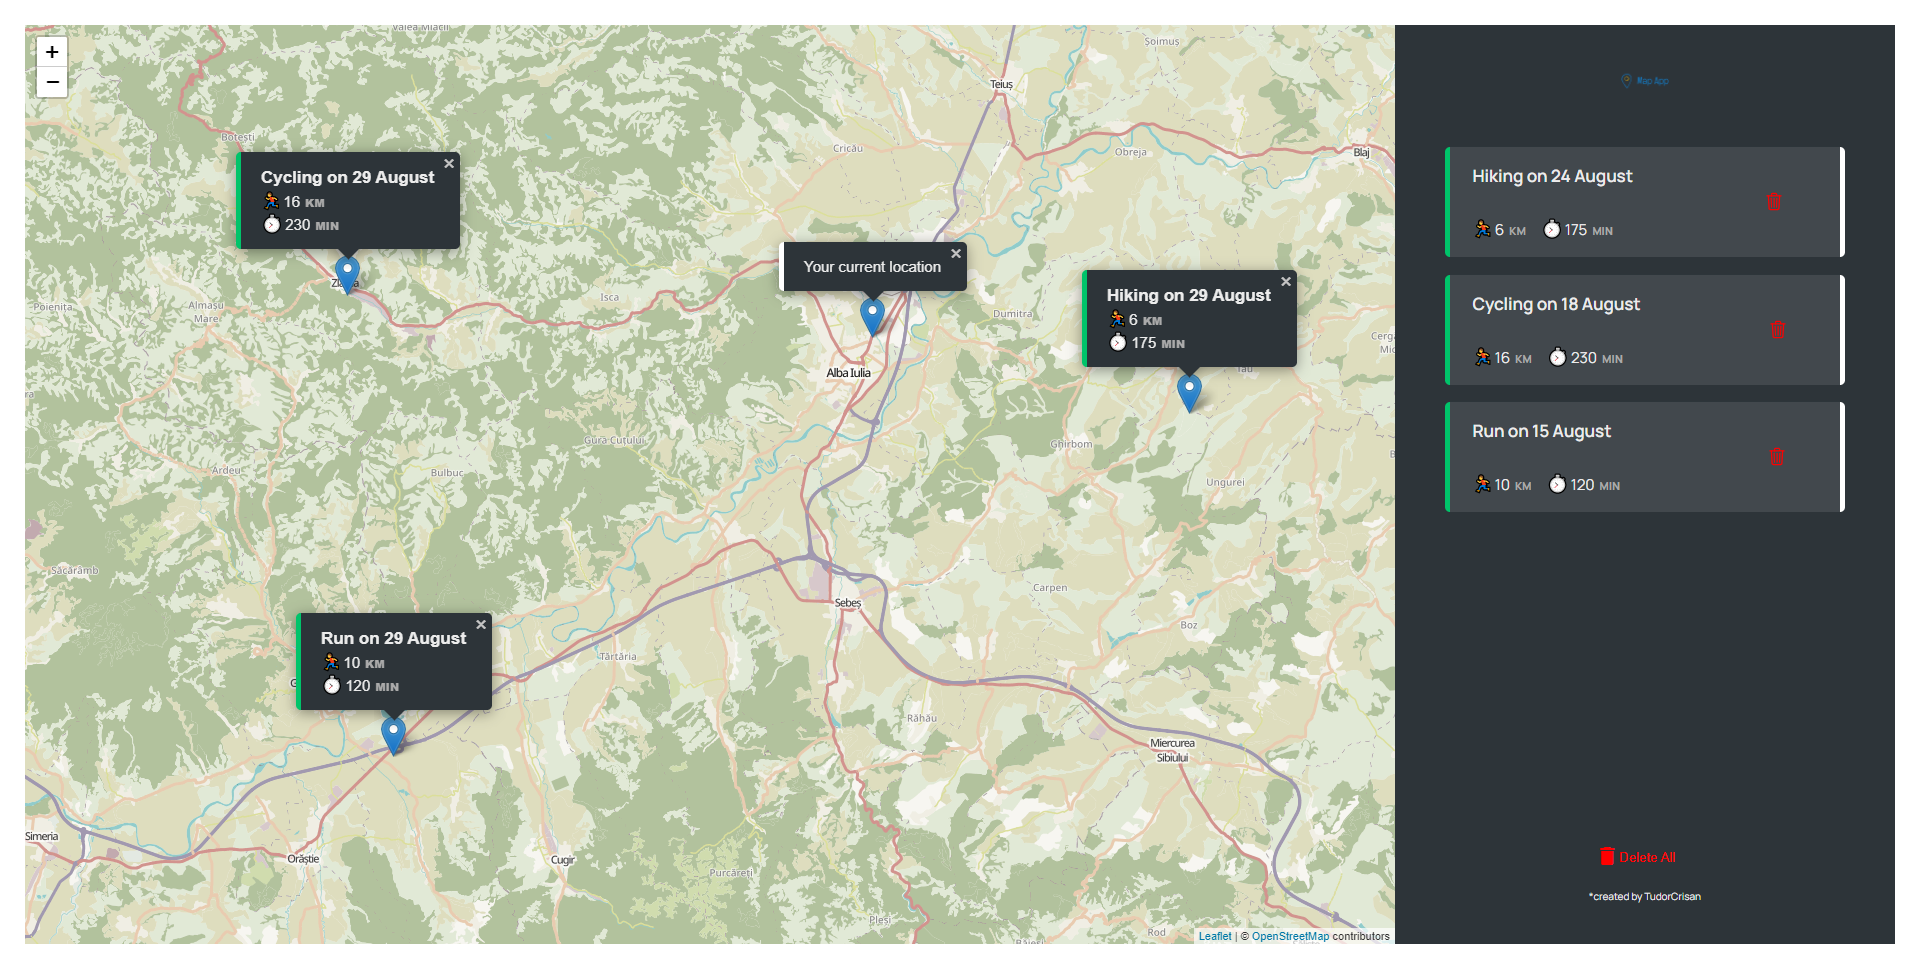 +
−
Valea Mlăcii
Șoimuș
Teiuș
Botești
Cricău
Obreja
Blaj
Cycling on 29 August
16 KM
230 MIN
Zlatna
Poienița
Almașu
Mare
Isca
Your current location
Dumitra
Hiking on 29 August
6 KM
175 MIN
Cerg
Mic
Tău
Alba Iulia
Gura Cuțului
Ghirbom
Ardeu
Bulbuc
Ungurei
Săcărâmb
Carpen
Sebeș
Boz
Run on 29 August
10 KM
120 MIN
Tărtăria
Răhău
Miercurea
Sibiului
Simeria
Orăștie
Cugir
Purcăreți
Pleși
Rod
Leaflet | © OpenStreetMap contributors
Map App
Hiking on 24 August
6 KM 175 MIN
Cycling on 18 August
16 KM 230 MIN
Run on 15 August
10 KM 120 MIN
Delete All
*created by TudorCrisan